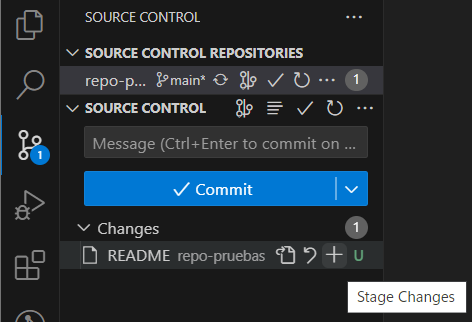 SOURCE CONTROL
SOURCE CONTROL REPOSITORIES
repo-p... main* 1
SOURCE CONTROL
Message (Ctrl+Enter to commit on ...
1
Commit
Changes 1
README repo-pruebas U
Stage Changes